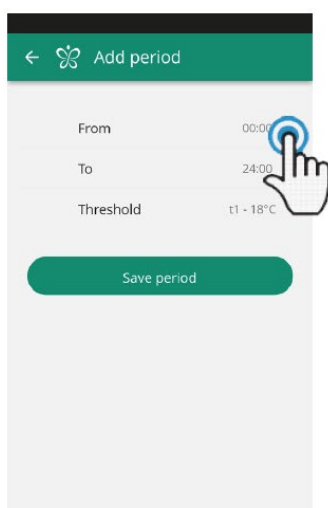 Add period
From 00:00
To 24:00
Threshold t1 - 18°C
Save period